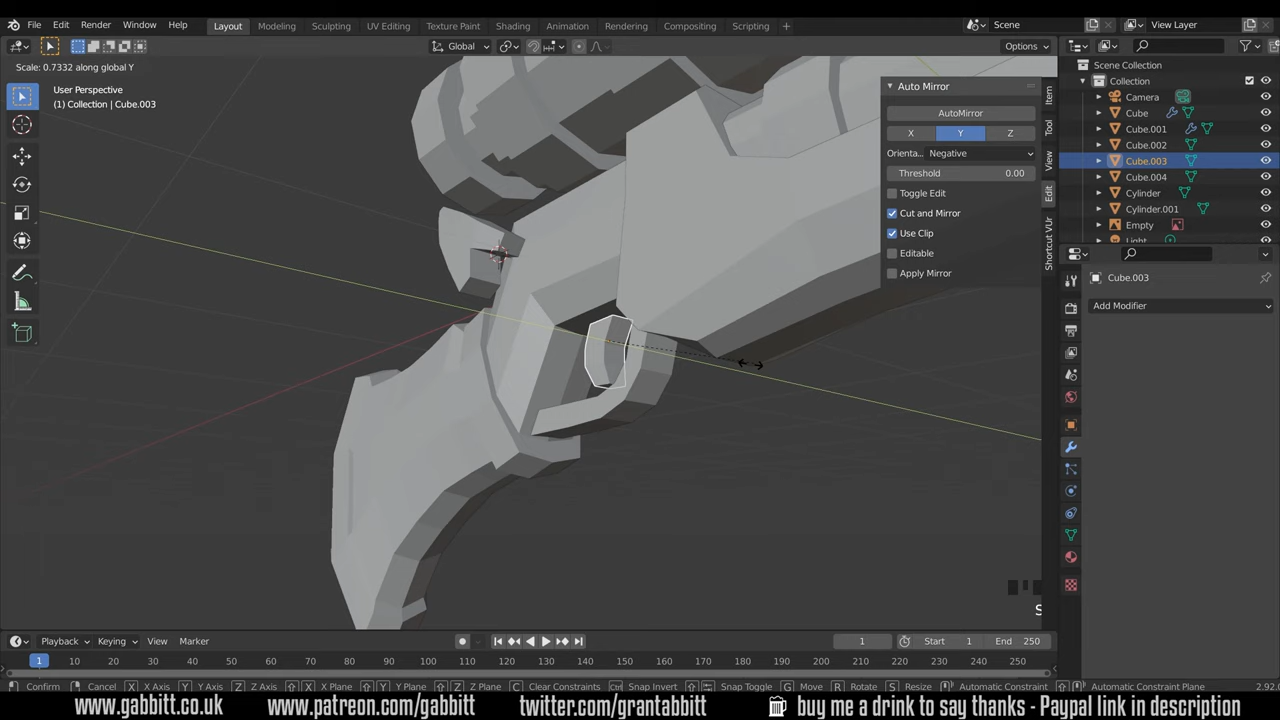 File Edit Render Window Help Layout Modeling Sculpting UV Editing Texture Paint Shading Animation Rendering Compositing Scripting + Scene View Layer
Global Options
Scale: 0.7332 along global Y
User Perspective
(1) Collection | Cube.003
Auto Mirror
AutoMirror
X Y Z
Orienta... Negative
Threshold 0.00
Toggle Edit
Cut and Mirror
Use Clip
Editable
Apply Mirror
Item
Tool
View
Edit
Shortcut VUr
Scene Collection
Collection
Camera
Cube
Cube.001
Cube.002
Cube.003
Cube.004
Cylinder
Cylinder.001
Empty
Light
Cube.003
Add Modifier
S
Playback Keying View Marker 1 Start 1 End 250
1 10 20 30 40 50 60 70 80 90 100 110 120 130 140 150 160 170 180 190 200 210 220 230 240 250
Confirm Cancel X X Axis Y Y Axis Z Z Axis X X Plane Y Y Plane Z Z Plane C Clear Constraints Snap Invert Snap Toggle G Move R Rotate S Resize Automatic Constraint Automatic Constraint Plane 2.92.0
www.gabbitt.co.uk www.patreon.com/gabbitt twitter.com/grantabbitt buy me a drink to say thanks - Paypal link in description